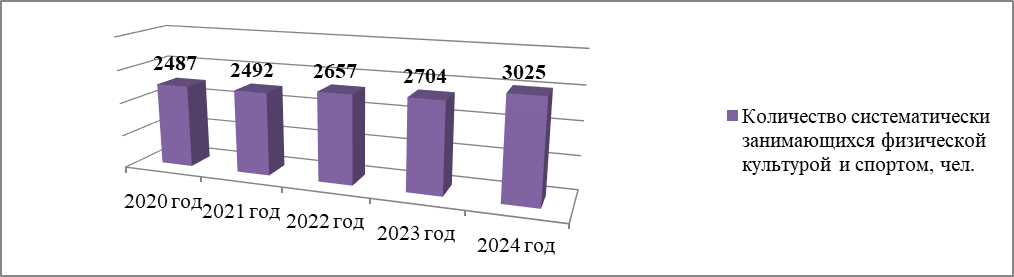 2487
2492
2657
2704
3025
2020 год
2021 год
2022 год
2023 год
2024 год
Количество систематически
занимающихся физической
культурой и спортом, чел.